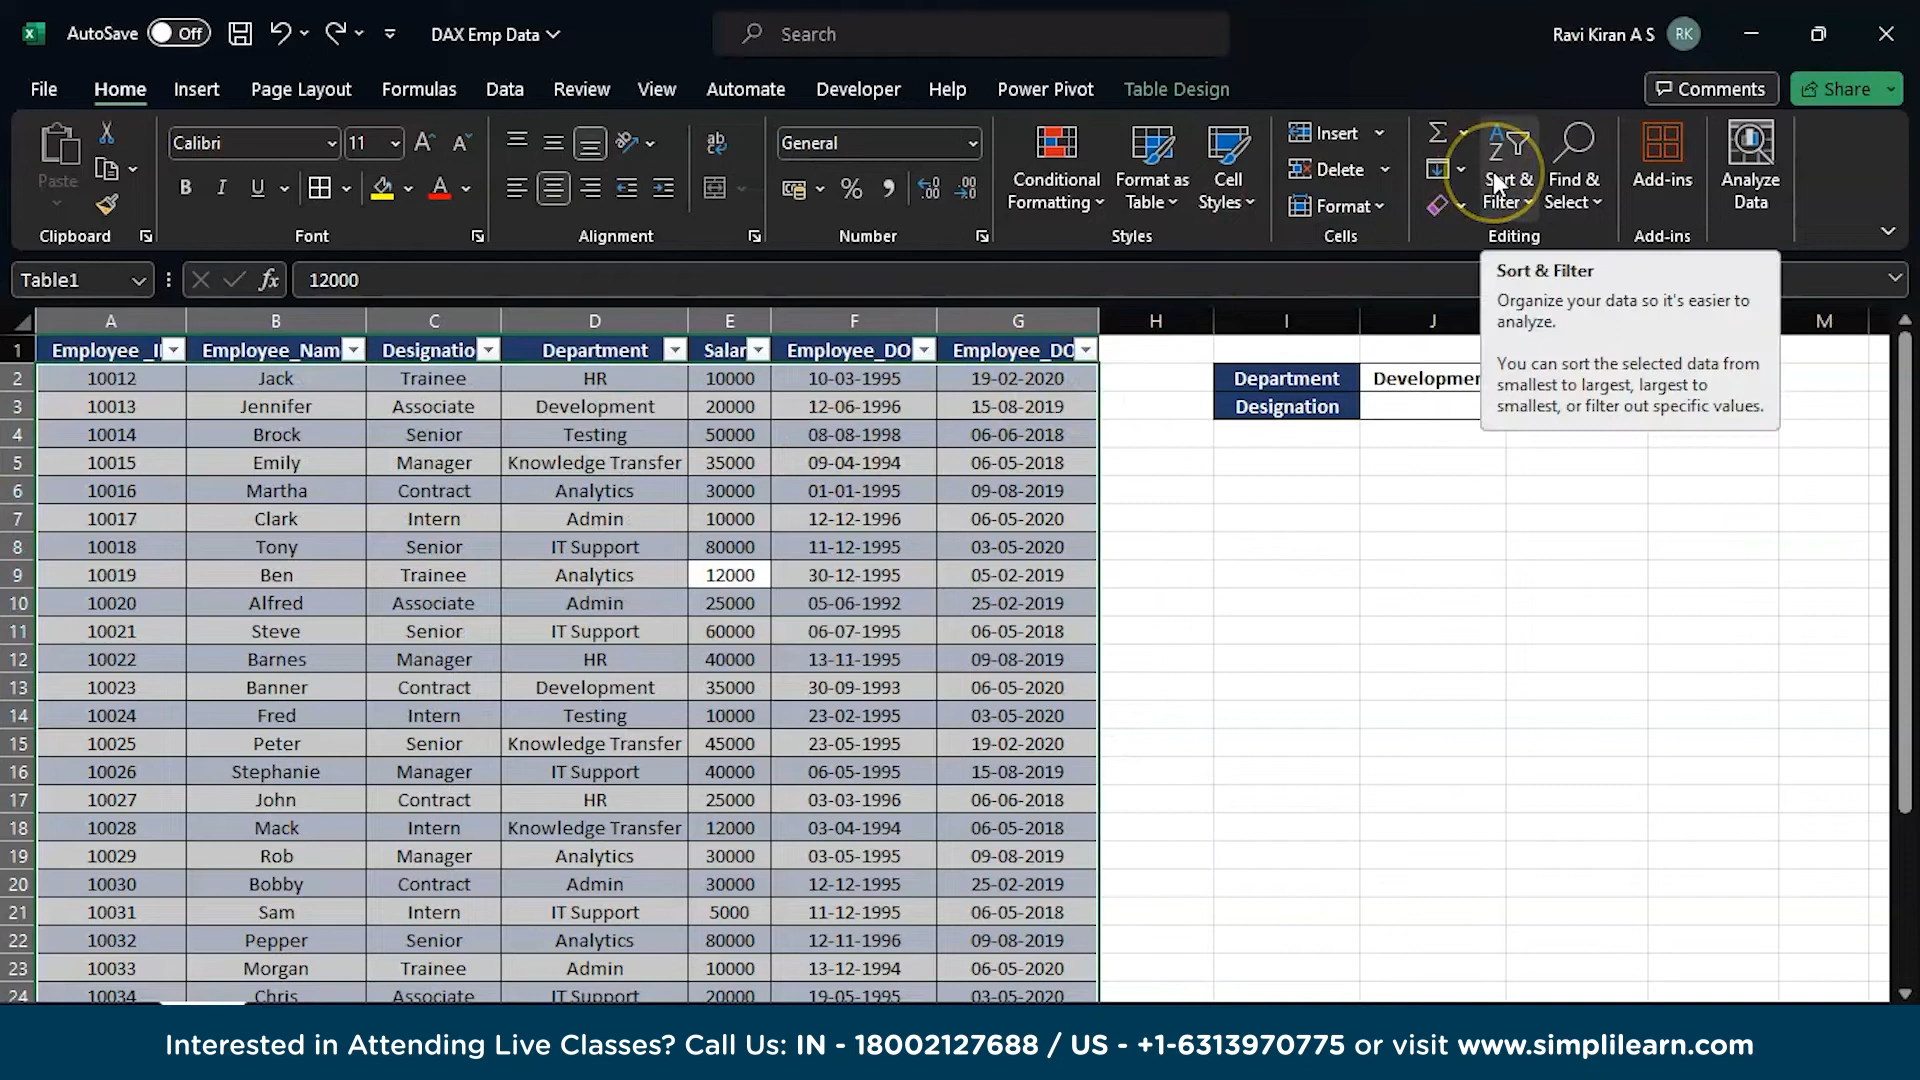 AutoSave Off DAX Emp Data Search Ravi Kiran A S RK
File Home Insert Page Layout Formulas Data Review View Automate Developer Help Power Pivot Table Design Comments Share
Paste
Calibri 11
B I U A
General
Conditional Formatting
Format as Table
Cell Styles
Insert
Delete
Format
Sort & Filter
Find & Select
Add-ins
Analyze Data
Clipboard Font Alignment Number Styles Cells Editing Add-ins
Table1 fx 12000
Sort & Filter
Organize your data so it's easier to
analyze.
You can sort the selected data from
smallest to largest, largest to
smallest, or filter out specific values.
A B C D E F G H I J M
1 Employee_I Employee_Nam Designatio Department Salar Employee_DO Employee_DO
2 10012 Jack Trainee HR 10000 10-03-1995 19-02-2020 Department Developmen
3 10013 Jennifer Associate Development 20000 12-06-1996 15-08-2019 Designation
4 10014 Brock Senior Testing 50000 08-08-1998 06-06-2018
5 10015 Emily Manager Knowledge Transfer 35000 09-04-1994 06-05-2018
6 10016 Martha Contract Analytics 30000 01-01-1995 09-08-2019
7 10017 Clark Intern Admin 10000 12-12-1996 06-05-2020
8 10018 Tony Senior IT Support 80000 11-12-1995 03-05-2020
9 10019 Ben Trainee Analytics 12000 30-12-1995 05-02-2019
10 10020 Alfred Associate Admin 25000 05-06-1992 25-02-2019
11 10021 Steve Senior IT Support 60000 06-07-1995 06-05-2018
12 10022 Barnes Manager HR 40000 13-11-1995 09-08-2019
13 10023 Banner Contract Development 35000 30-09-1993 06-05-2020
14 10024 Fred Intern Testing 10000 23-02-1995 03-05-2020
15 10025 Peter Senior Knowledge Transfer 45000 23-05-1995 19-02-2020
16 10026 Stephanie Manager IT Support 40000 06-05-1995 15-08-2019
17 10027 John Contract HR 25000 03-03-1996 06-06-2018
18 10028 Mack Intern Knowledge Transfer 12000 03-04-1994 06-05-2018
19 10029 Rob Manager Analytics 30000 03-05-1995 09-08-2019
20 10030 Bobby Contract Admin 30000 12-12-1995 25-02-2019
21 10031 Sam Intern IT Support 5000 11-12-1995 06-05-2018
22 10032 Pepper Senior Analytics 80000 12-11-1996 09-08-2019
23 10033 Morgan Trainee Admin 10000 13-12-1994 06-05-2020
24 10034 Chris Associate IT Support 20000 19-05-1995 03-05-2020
Interested in Attending Live Classes? Call Us: IN - 18002127688 / US - +1-6313970775 or visit www.simplilearn.com